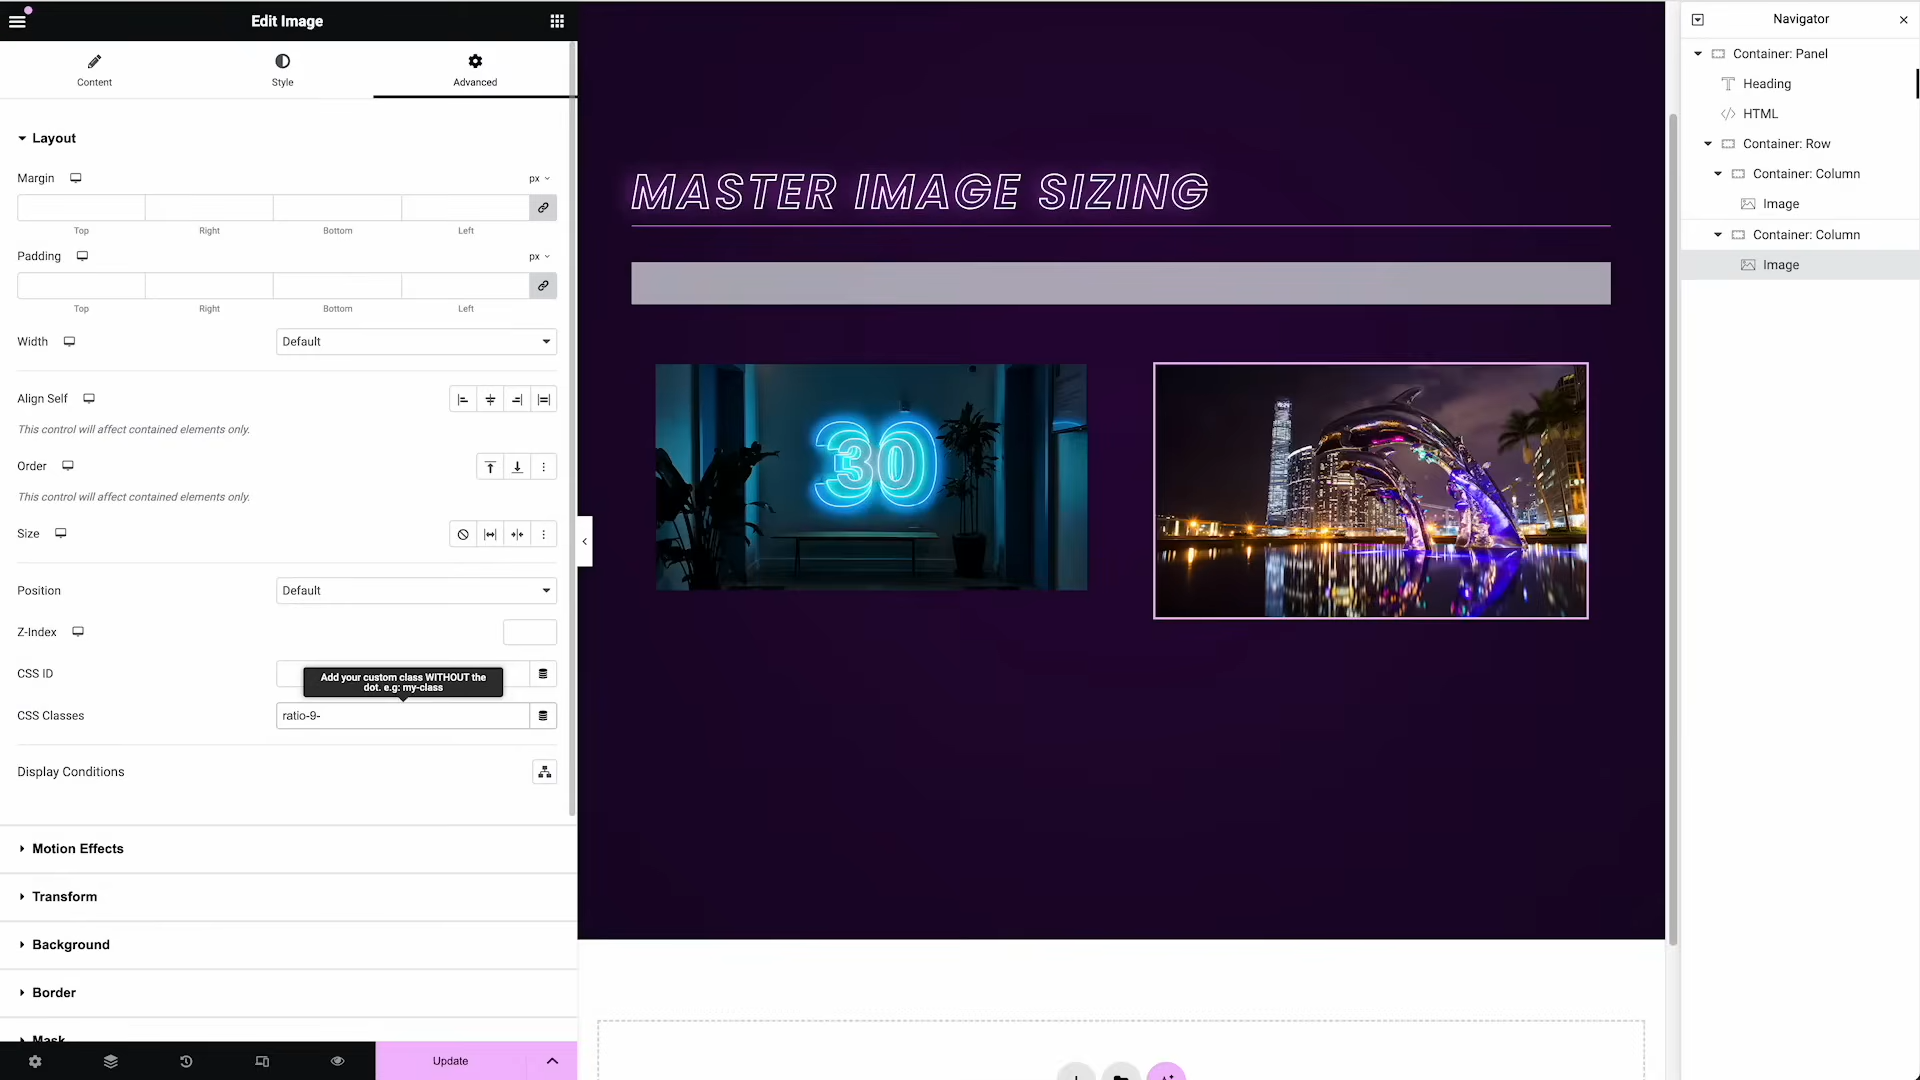 Edit Image
Content
Style
Advanced
Layout
Margin
px
Top
Right
Bottom
Left
Padding
px
Top
Right
Bottom
Left
Width
Default
Align Self
This control will affect contained elements only.
Order
This control will affect contained elements only.
Size
Position
Default
Z-Index
CSS ID
Add your custom class WITHOUT the
dot. e.g: my-class
CSS Classes
ratio-9-
Display Conditions
Motion Effects
Transform
Background
Border
Mask
Update
MASTER IMAGE SIZING
30
Navigator
Container: Panel
Heading
HTML
Container: Row
Container: Column
Image
Container: Column
Image